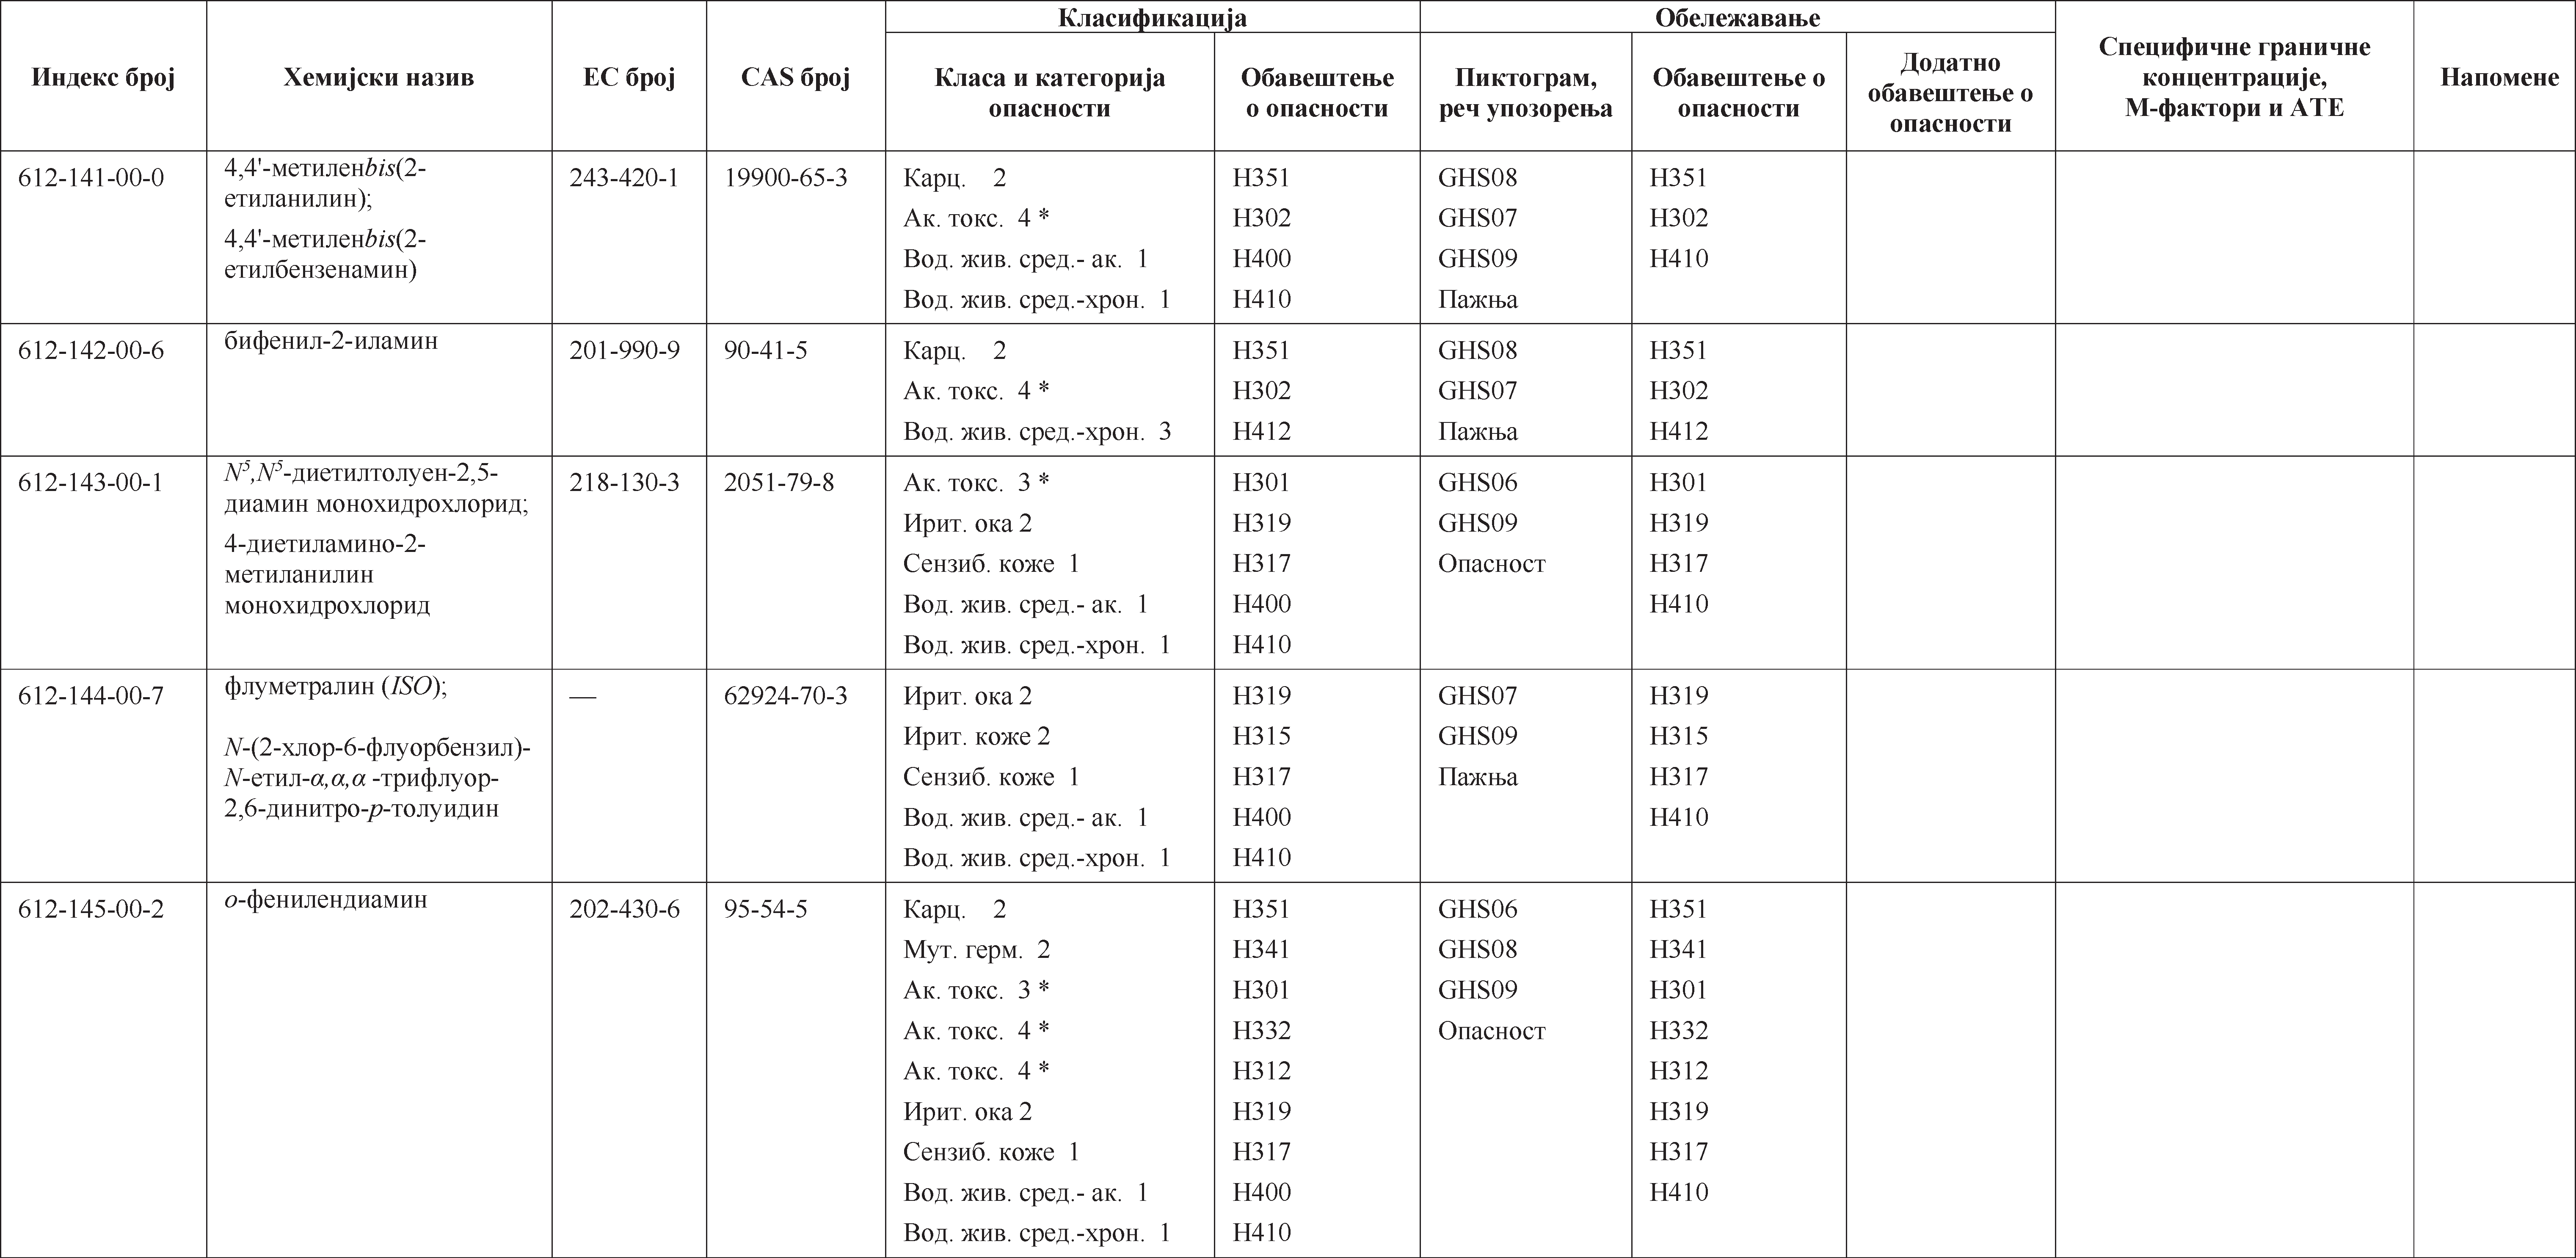 Класификација
Обележавање
Индекс број
Хемијски назив
ЕС број
CAS број
Класа и категорија
опасности
Обавештење
о опасности
Пиктограм,
реч упозорења
Обавештење о
опасности
Додатно
обавештење о
опасности
Специфичне граничне
концентрације,
М-фактори и АТЕ
Напомене
612-141-00-0
4,4'-метиленbis(2-
етиланилин);
4,4'-метиленbis(2-
етилбензенамин)
243-420-1
19900-65-3
Карц. 2
Ак. токс. 4 *
Вод. жив. сред.- ак. 1
Вод. жив. сред.-хрон. 1
H351
H302
H400
H410
GHS08
GHS07
GHS09
Пажња
H351
H302
H410
612-142-00-6
бифенил-2-иламин
201-990-9
90-41-5
Карц. 2
Ак. токс. 4 *
Вод. жив. сред.-хрон. 3
H351
H302
H412
GHS08
GHS07
Пажња
H351
H302
H412
612-143-00-1
N⁵,N⁵-диетилтолуен-2,5-
диамин монохидрохлорид;
4-диетиламино-2-
метиланилин
монохидрохлорид
218-130-3
2051-79-8
Ак. токс. 3 *
Ирит. ока 2
Сензиб. коже 1
Вод. жив. сред.- ак. 1
Вод. жив. сред.-хрон. 1
H301
H319
H317
H400
H410
GHS06
GHS09
Опасност
H301
H319
H317
H410
612-144-00-7
флуметралин (ISO);
N-(2-хлор-6-флуорбензил)-
N-етил-α,α,α -трифлуор-
2,6-динитро-p-толуидин
—
62924-70-3
Ирит. ока 2
Ирит. коже 2
Сензиб. коже 1
Вод. жив. сред.- ак. 1
Вод. жив. сред.-хрон. 1
H319
H315
H317
H400
H410
GHS07
GHS09
Пажња
H319
H315
H317
H410
612-145-00-2
o-фенилендиамин
202-430-6
95-54-5
Карц. 2
Мут. герм. 2
Ак. токс. 3 *
Ак. токс. 4 *
Ак. токс. 4 *
Ирит. ока 2
Сензиб. коже 1
Вод. жив. сред.- ак. 1
Вод. жив. сред.-хрон. 1
H351
H341
H301
H332
H312
H319
H317
H400
H410
GHS06
GHS08
GHS09
Опасност
H351
H341
H301
H332
H312
H319
H317
H410